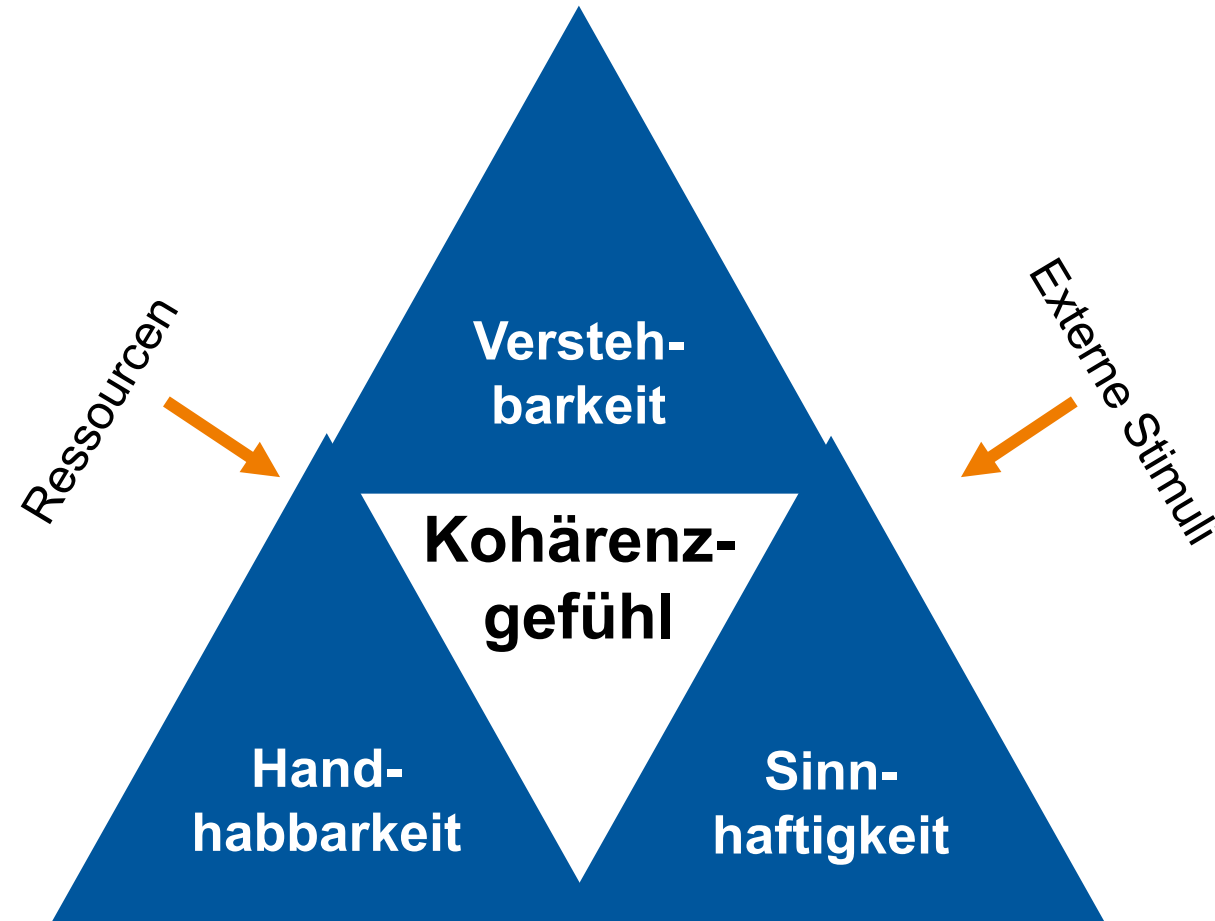 Versteh-
barkeit
Ressourcen
Externe Stimuli
Kohärenz-
gefühl
Hand-
habbarkeit
Sinn-
haftigkeit